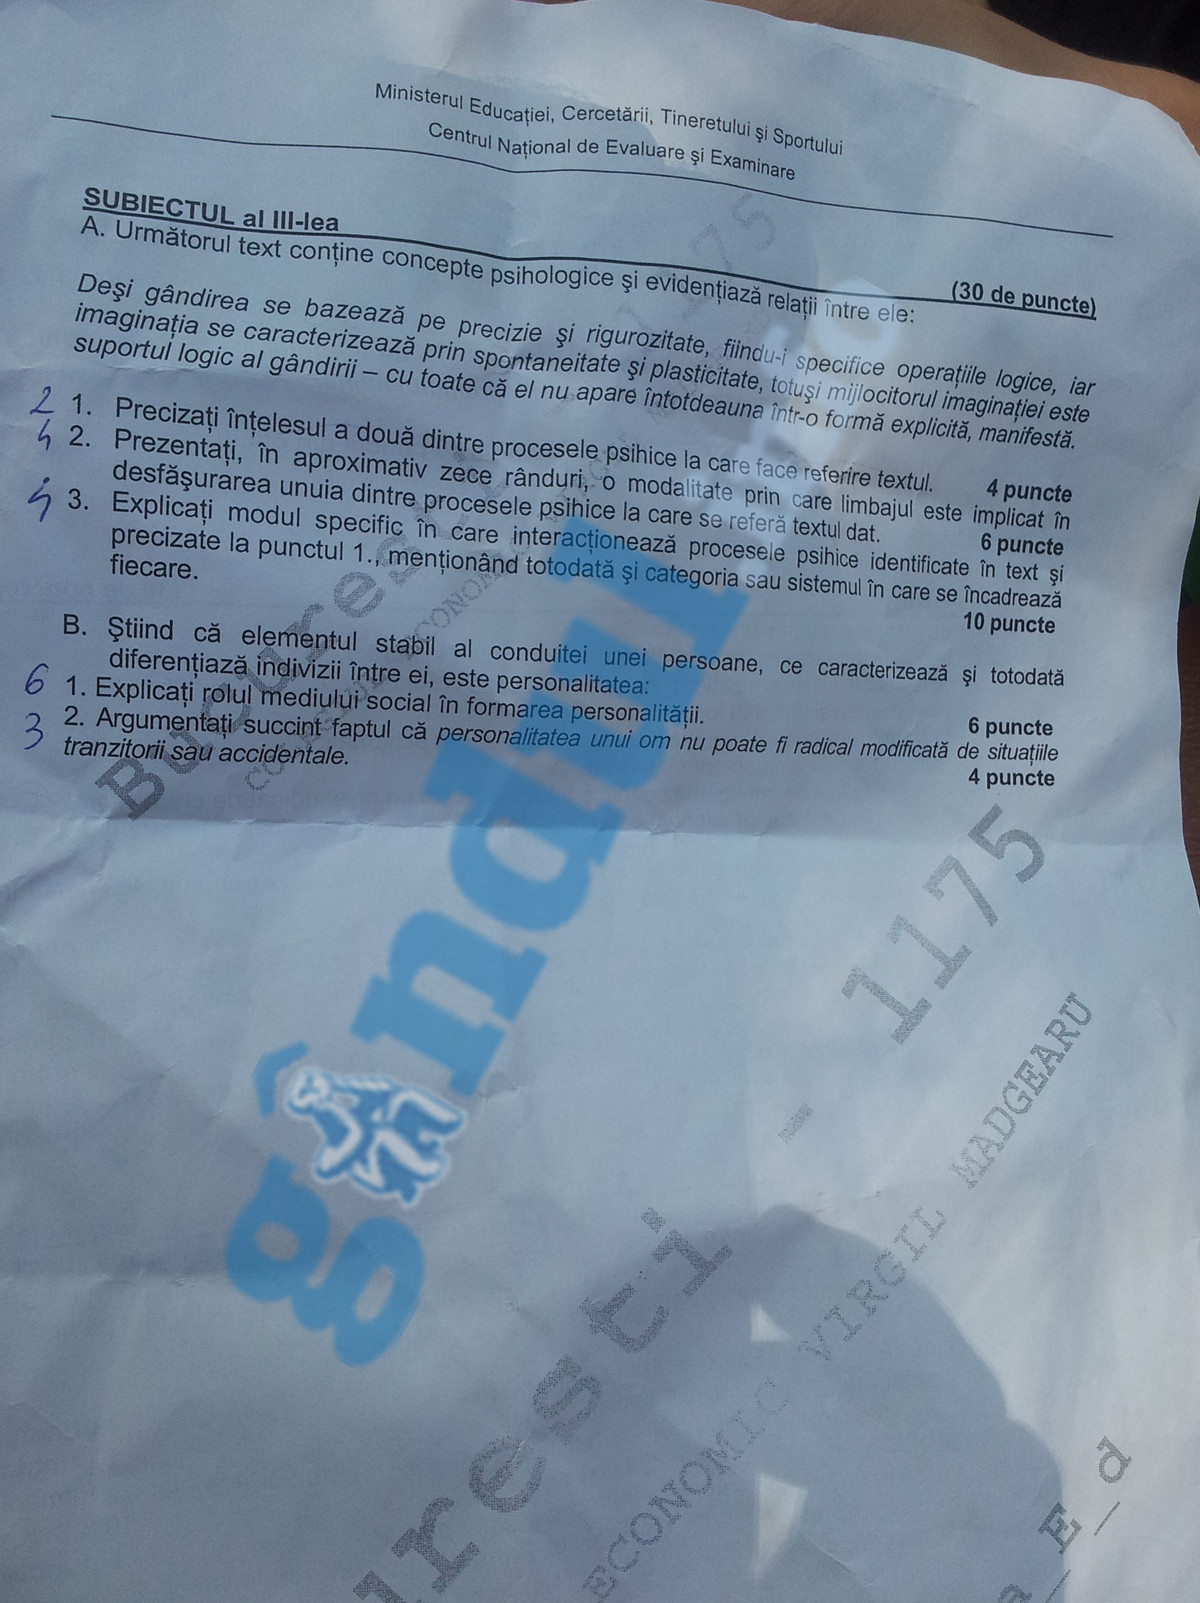 Ministerul Educației, Cercetării, Tineretului și Sportului
Centrul Național de Evaluare și Examinare
SUBIECTUL al III-lea
(30 de puncte)
A. Următorul text conține concepte psihologice și evidențiază relații între ele:
Deşi gândirea se bazează pe precizie şi rigurozitate, fiindu-i specifice operațiile logice, iar
imaginația se caracterizează prin spontaneitate şi plasticitate, totuşi mijlocitorul imaginației este
suportul logic al gândirii – cu toate că el nu apare întotdeauna într-o formă explicită, manifestă.
2 1. Precizați înțelesul a două dintre procesele psihice la care face referire textul. 4 puncte
4 2. Prezentați, în aproximativ zece rânduri, o modalitate prin care limbajul este implicat în
desfăşurarea unuia dintre procesele psihice la care se referă textul dat. 6 puncte
4 3. Explicați modul specific în care interacționează procesele psihice identificate în text şi
precizate la punctul 1., menționând totodată şi categoria sau sistemul în care se încadrează
fiecare.
10 puncte
B. Ştiind că elementul stabil al conduitei unei persoane, ce caracterizează şi totodată
diferențiază indivizii între ei, este personalitatea:
6 1. Explicați rolul mediului social în formarea personalității. 6 puncte
3 2. Argumentați succint faptul că personalitatea unui om nu poate fi radical modificată de situațiile
tranzitorii sau accidentale.
4 puncte
gândul.info
Bucuresti - 1175
ECONOMIC VIRGIL MADGEARU
E_d